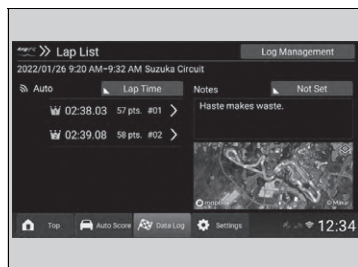 Lap List
Log Management
2022/01/26 9:20 AM–9:32 AM Suzuka Circuit
Auto
Lap Time
Notes
Not Set
02:38.03 57 pts. #01
02:39.08 58 pts. #02
Haste makes waste.
mapbox
Top
Auto Score
Data Log
Settings
12:34